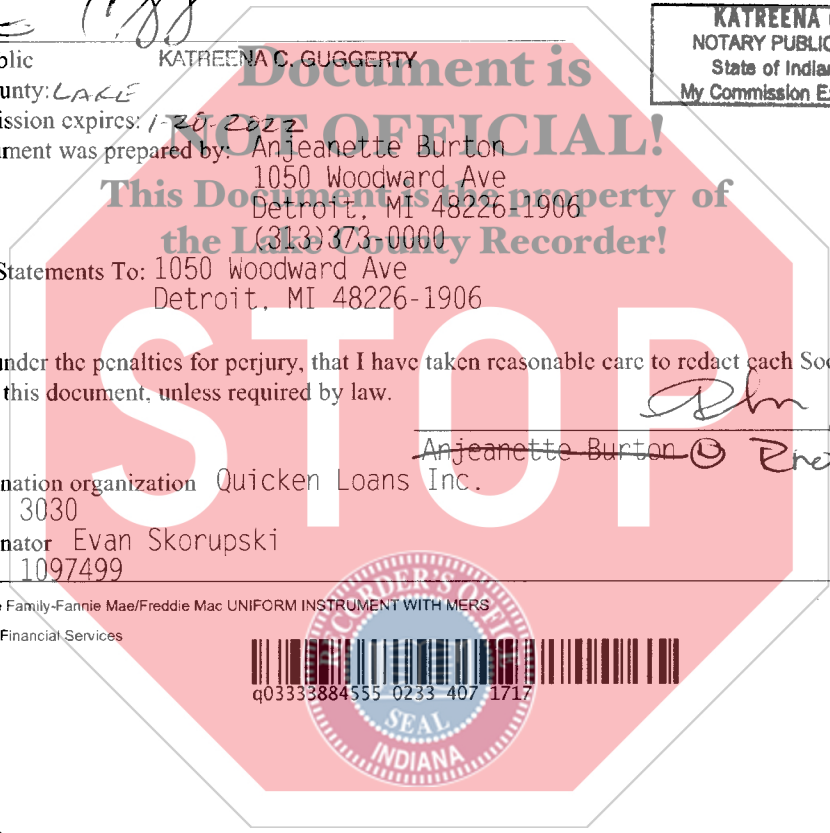 KATREENA
NOTARY PUBLIC
State of Indian
My Commission Ex
blic KATREENA C. GUGGERTY
unty: LAKE
ission expires: 1-20-2022
ment was prepared by: Anjeanette Burton
1050 Woodward Ave
Detroit, MI 48226-1906
(313)373-0000
Statements To: 1050 Woodward Ave
Detroit, MI 48226-1906
under the penalties for perjury, that I have taken reasonable care to redact each Soc
this document, unless required by law.
Anjeanette Burton
nation organization Quicken Loans Inc.
3030
nator Evan Skorupski
1097499
Family-Fannie Mae/Freddie Mac UNIFORM INSTRUMENT WITH MERS
Financial Services
q03333884555 0233 407 1717
Document is
NOT OFFICIAL!
This Document is the property of
the Lake County Recorder!
STOP
RECORDER'S OFFICE
SEAL
INDIANA